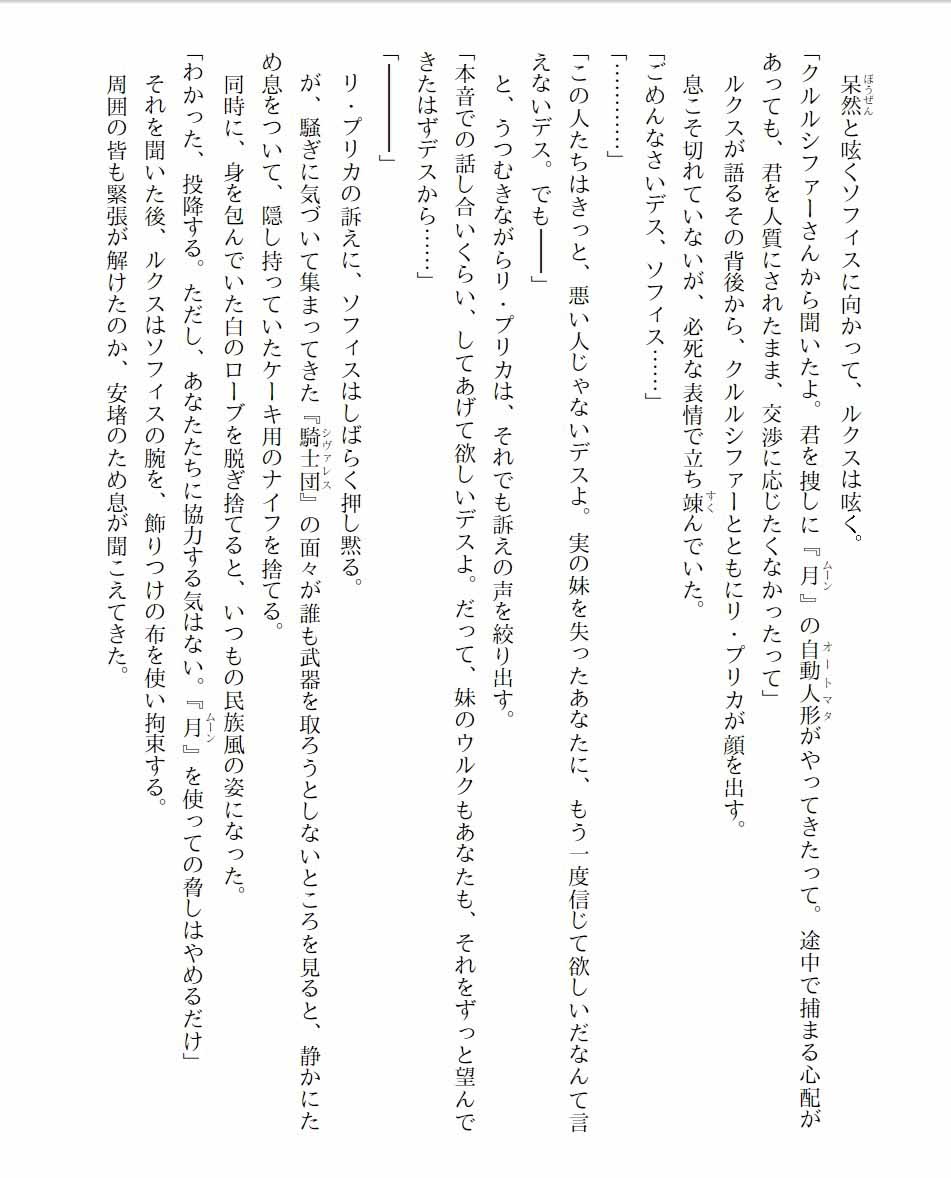 呆然と呟くソフィスに向かって、ルクスは呟く。
「クルルシファーさんから聞いたよ。君を捜しに『月』の自動人形がやってきたって。途中で捕まる心配が
あっても、君を人質にされたまま、交渉に応じたくなかったって」
ルクスが語るその背後から、クルルシファーとともにリ・プリカが顔を出す。
息こそ切れていないが、必死な表情で立ち竦んでいた。
「ごめんなさいデス、ソフィス……」
「…………」
「この人たちはきっと、悪い人じゃないデスよ。実の妹を失ったあなたに、もう一度信じて欲しいだなんて言
えないデス。でも――」
と、うつむきながらリ・プリカは、それでも訴えの声を絞り出す。
「本音での話し合いくらい、してあげて欲しいデスよ。だって、妹のウルクもあなたも、それをずっと望んで
きたはずデスから……」
「――――」
リ・プリカの訴えに、ソフィスはしばらく押し黙る。
が、騒ぎに気づいて集まってきた『騎士団』の面々が誰も武器を取ろうとしないところを見ると、静かにた
め息をついて、隠し持っていたケーキ用のナイフを捨てる。
同時に、身を包んでいた白のローブを脱ぎ捨てると、いつもの民族風の姿になった。
「わかった、投降する。ただし、あなたたちに協力する気はない。『月』を使っての脅しはやめるだけ」
それを聞いた後、ルクスはソフィスの腕を、飾りつけの布を使い拘束する。
周囲の皆も緊張が解けたのか、安堵のため息が聞こえてきた。
ぼうぜん
ムーン
オートマタ
すく
シヴァレス
ムーン